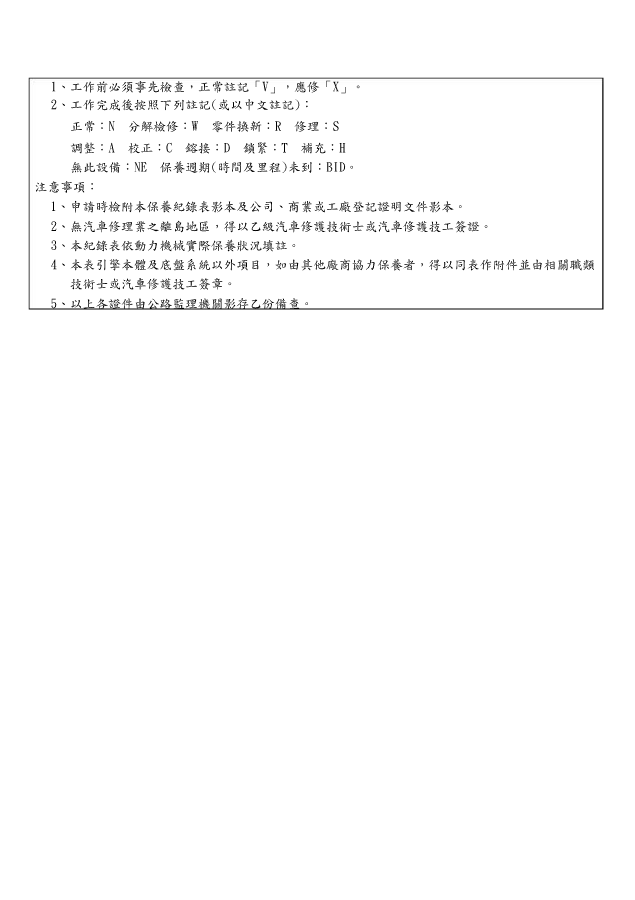 1、工作前必須事先檢查，正常註記「V」，應修「X」。
2、工作完成後按照下列註記(或以中文註記)：
正常：N　分解檢修：W　零件換新：R　修理：S
調整：A　校正：C　鎔接：D　鎖緊：T　補充：H
無此設備：NE　保養週期(時間及里程)未到：BID。
注意事項：
1、申請時檢附本保養紀錄表影本及公司、商業或工廠登記證明文件影本。
2、無汽車修理業之離島地區，得以乙級汽車修護技術士或汽車修護技工簽證。
3、本紀錄表依動力機械實際保養狀況填註。
4、本表引擎本體及底盤系統以外項目，如由其他廠商協力保養者，得以同表作附件並由相關職類
技術士或汽車修護技工簽章。
5、以上各證件由公路監理機關影存乙份備查。